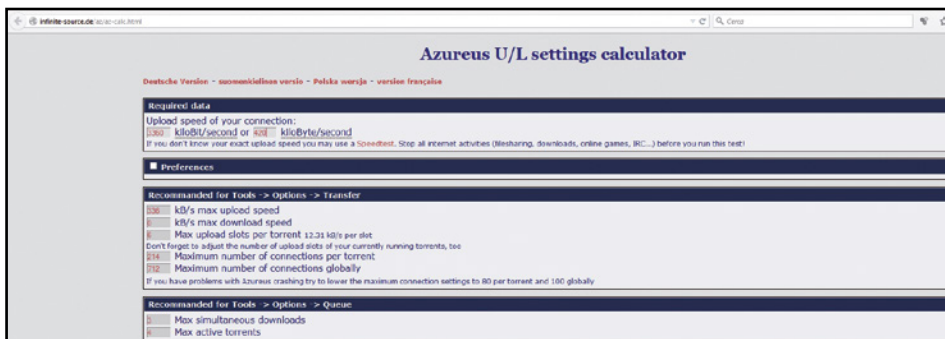 infinite-source.de/az/az-calc.html
Cerca
Azureus U/L settings calculator
Deutsche Version - suomenkielinen versio - Polska wersja - version française
Required data
Upload speed of your connection:
3360 kiloBit/second or 420 kiloByte/second
If you don't know your exact upload speed you may use a Speedtest. Stop all internet activities (filesharing, downloads, online games, IRC...) before you run this test!
Preferences
Recommanded for Tools -> Options -> Transfer
336 kB/s max upload speed
kB/s max download speed
Max upload slots per torrent 12.31 kB/s per slot
Don't forget to adjust the number of upload slots of your currently running torrents, too
214 Maximum number of connections per torrent
712 Maximum number of connections globally
If you have problems with Azureus crashing try to lower the maximum connection settings to 80 per torrent and 180 globally
Recommanded for Tools -> Options -> Queue
Max simultaneous downloads
Max active torrents